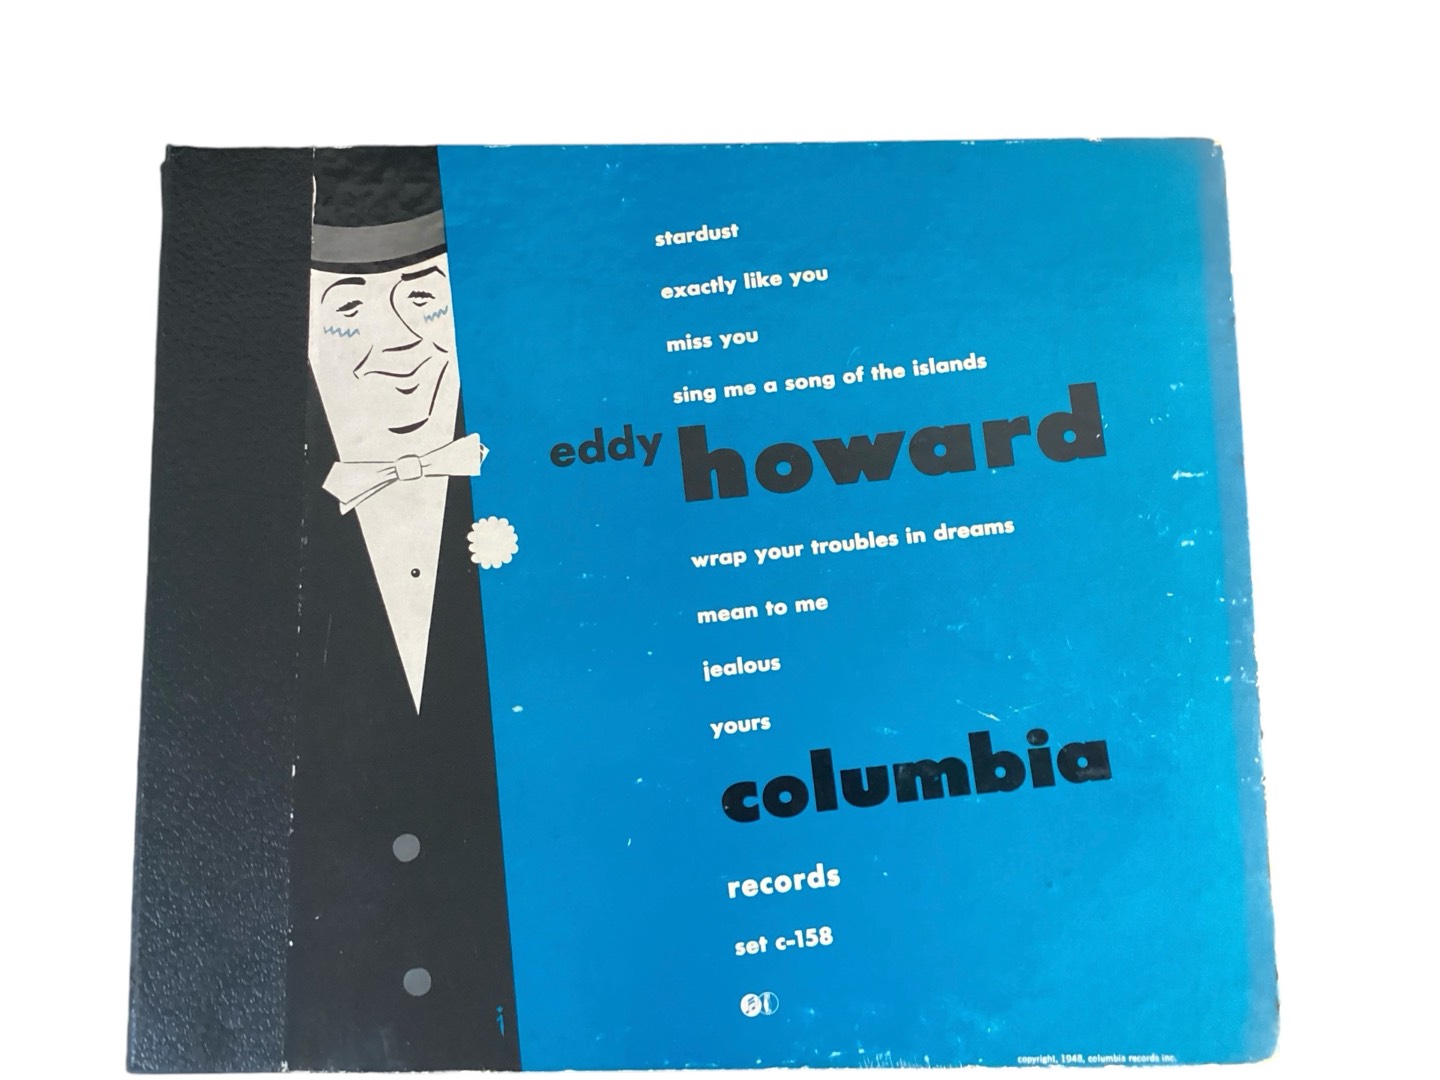 stardust
exactly like you
miss you
sing me a song of the islands
eddy howard
wrap your troubles in dreams
mean to me
jealous
yours
columbia
records
set c-158
copyright, 1948, columbia records inc.